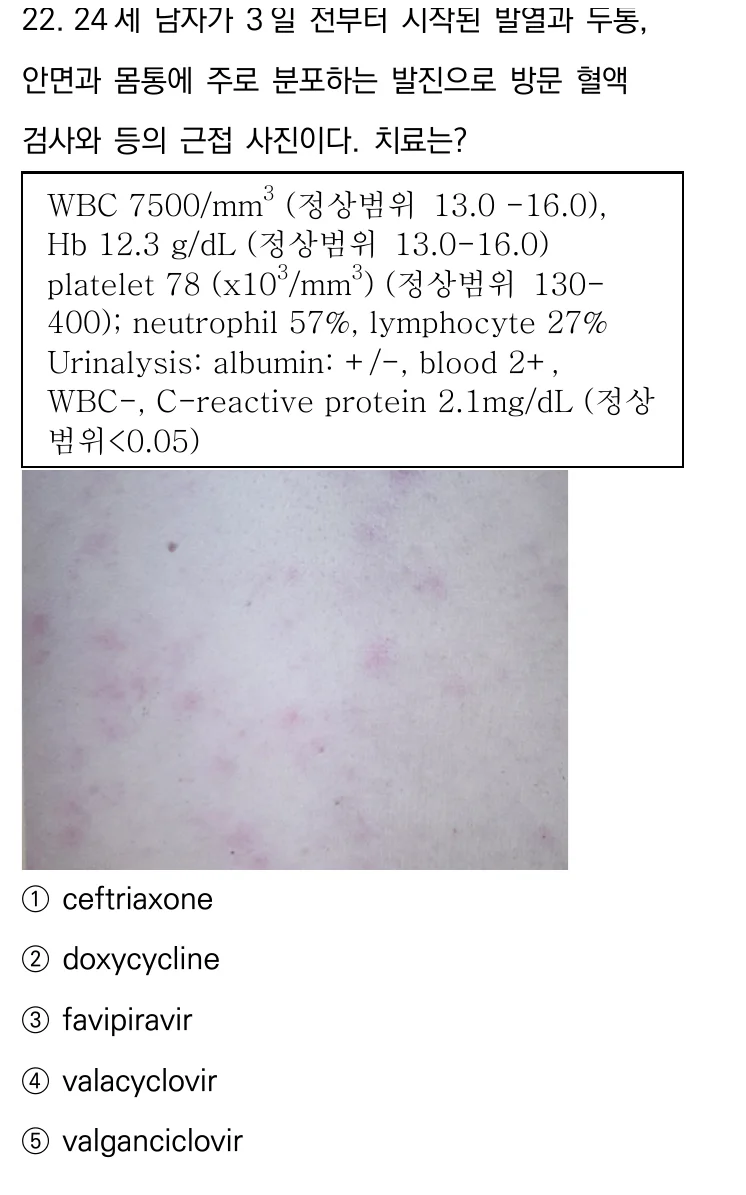 22. 24세 남자가 3일 전부터 시작된 발열과 두통,
안면과 몸통에 주로 분포하는 발진으로 방문 혈액
검사와 등의 근접 사진이다. 치료는?
WBC 7500/mm³ (정상범위 13.0 -16.0),
Hb 12.3 g/dL (정상범위 13.0-16.0)
platelet 78 (x10³/mm³) (정상범위 130-
400); neutrophil 57%, lymphocyte 27%
Urinalysis: albumin: +/-, blood 2+,
WBC-, C-reactive protein 2.1mg/dL (정상
범위<0.05)
① ceftriaxone
② doxycycline
③ favipiravir
④ valacyclovir
⑤ valganciclovir